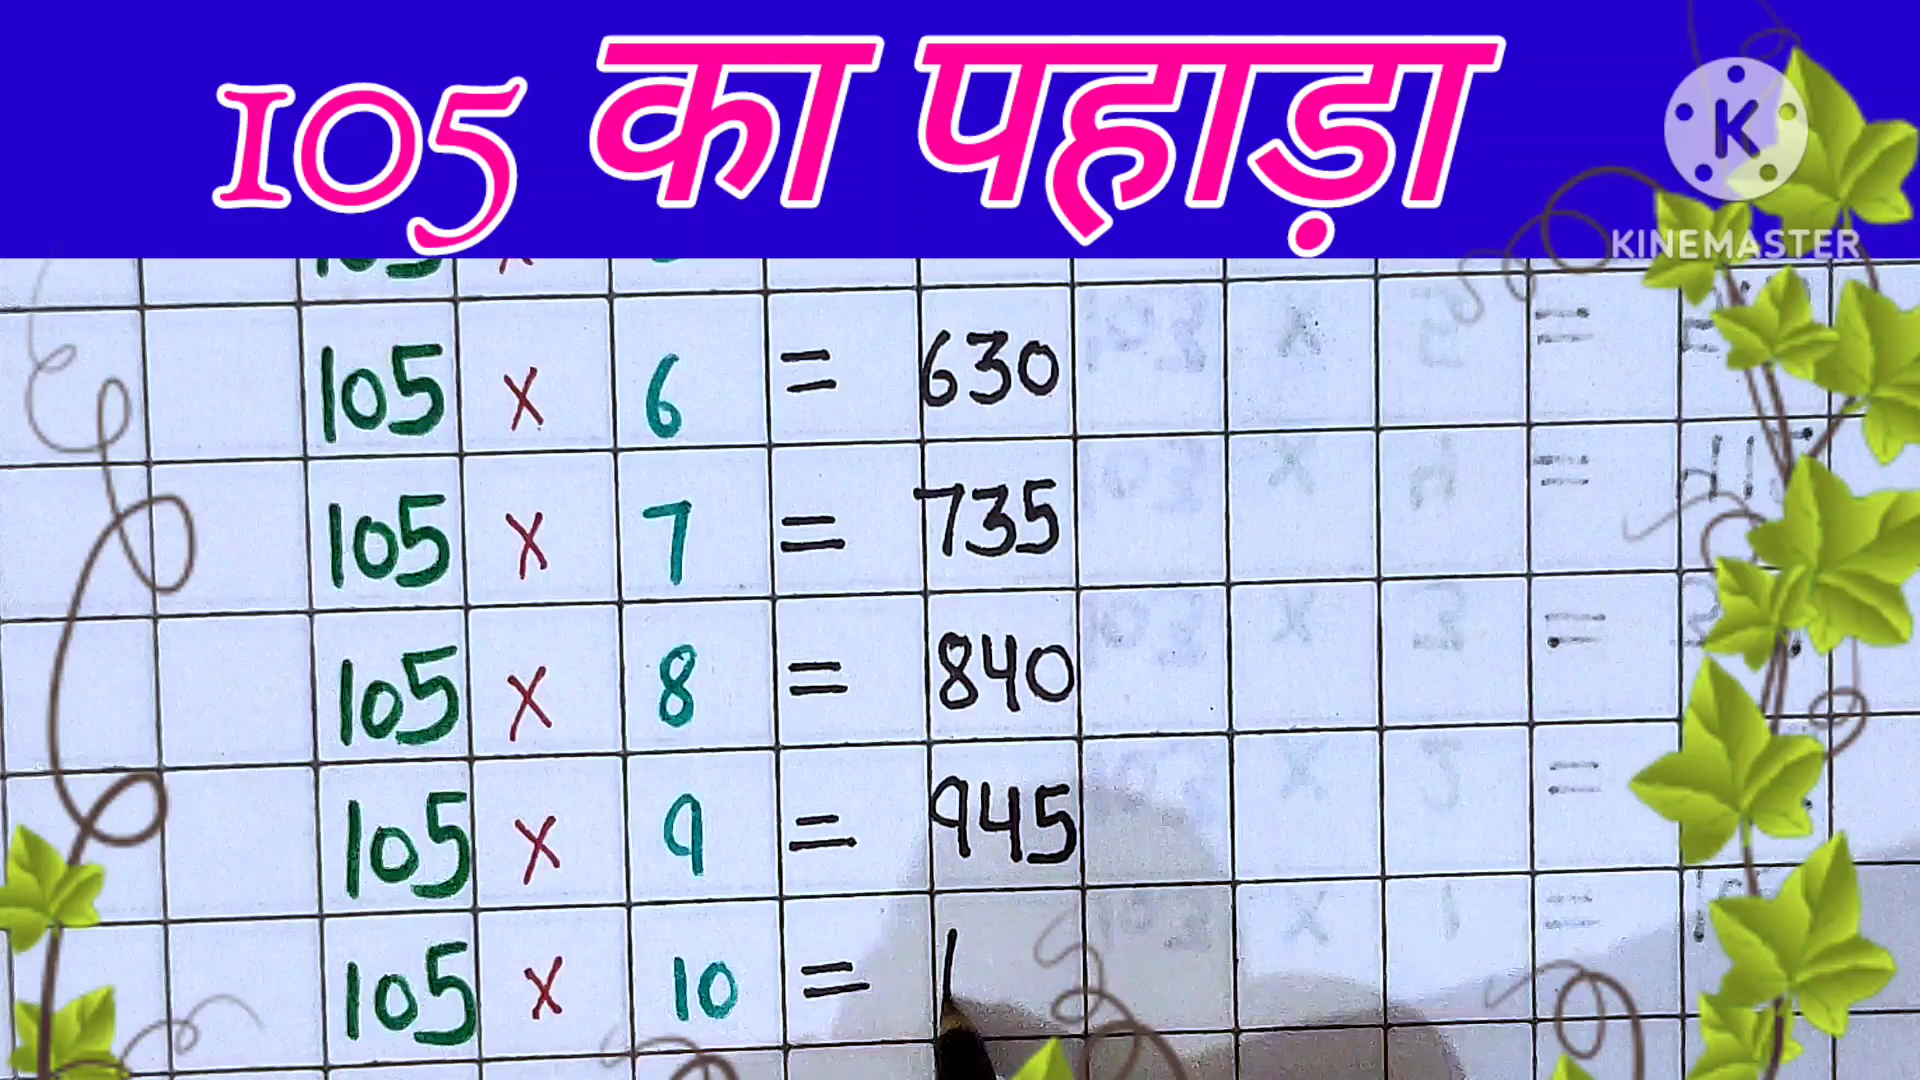 105 का पहाड़ा
K
KINEMASTER
105 x 6 = 630
105 x 7 = 735
105 x 8 = 840
105 x 9 = 945
105 x 10 = 1